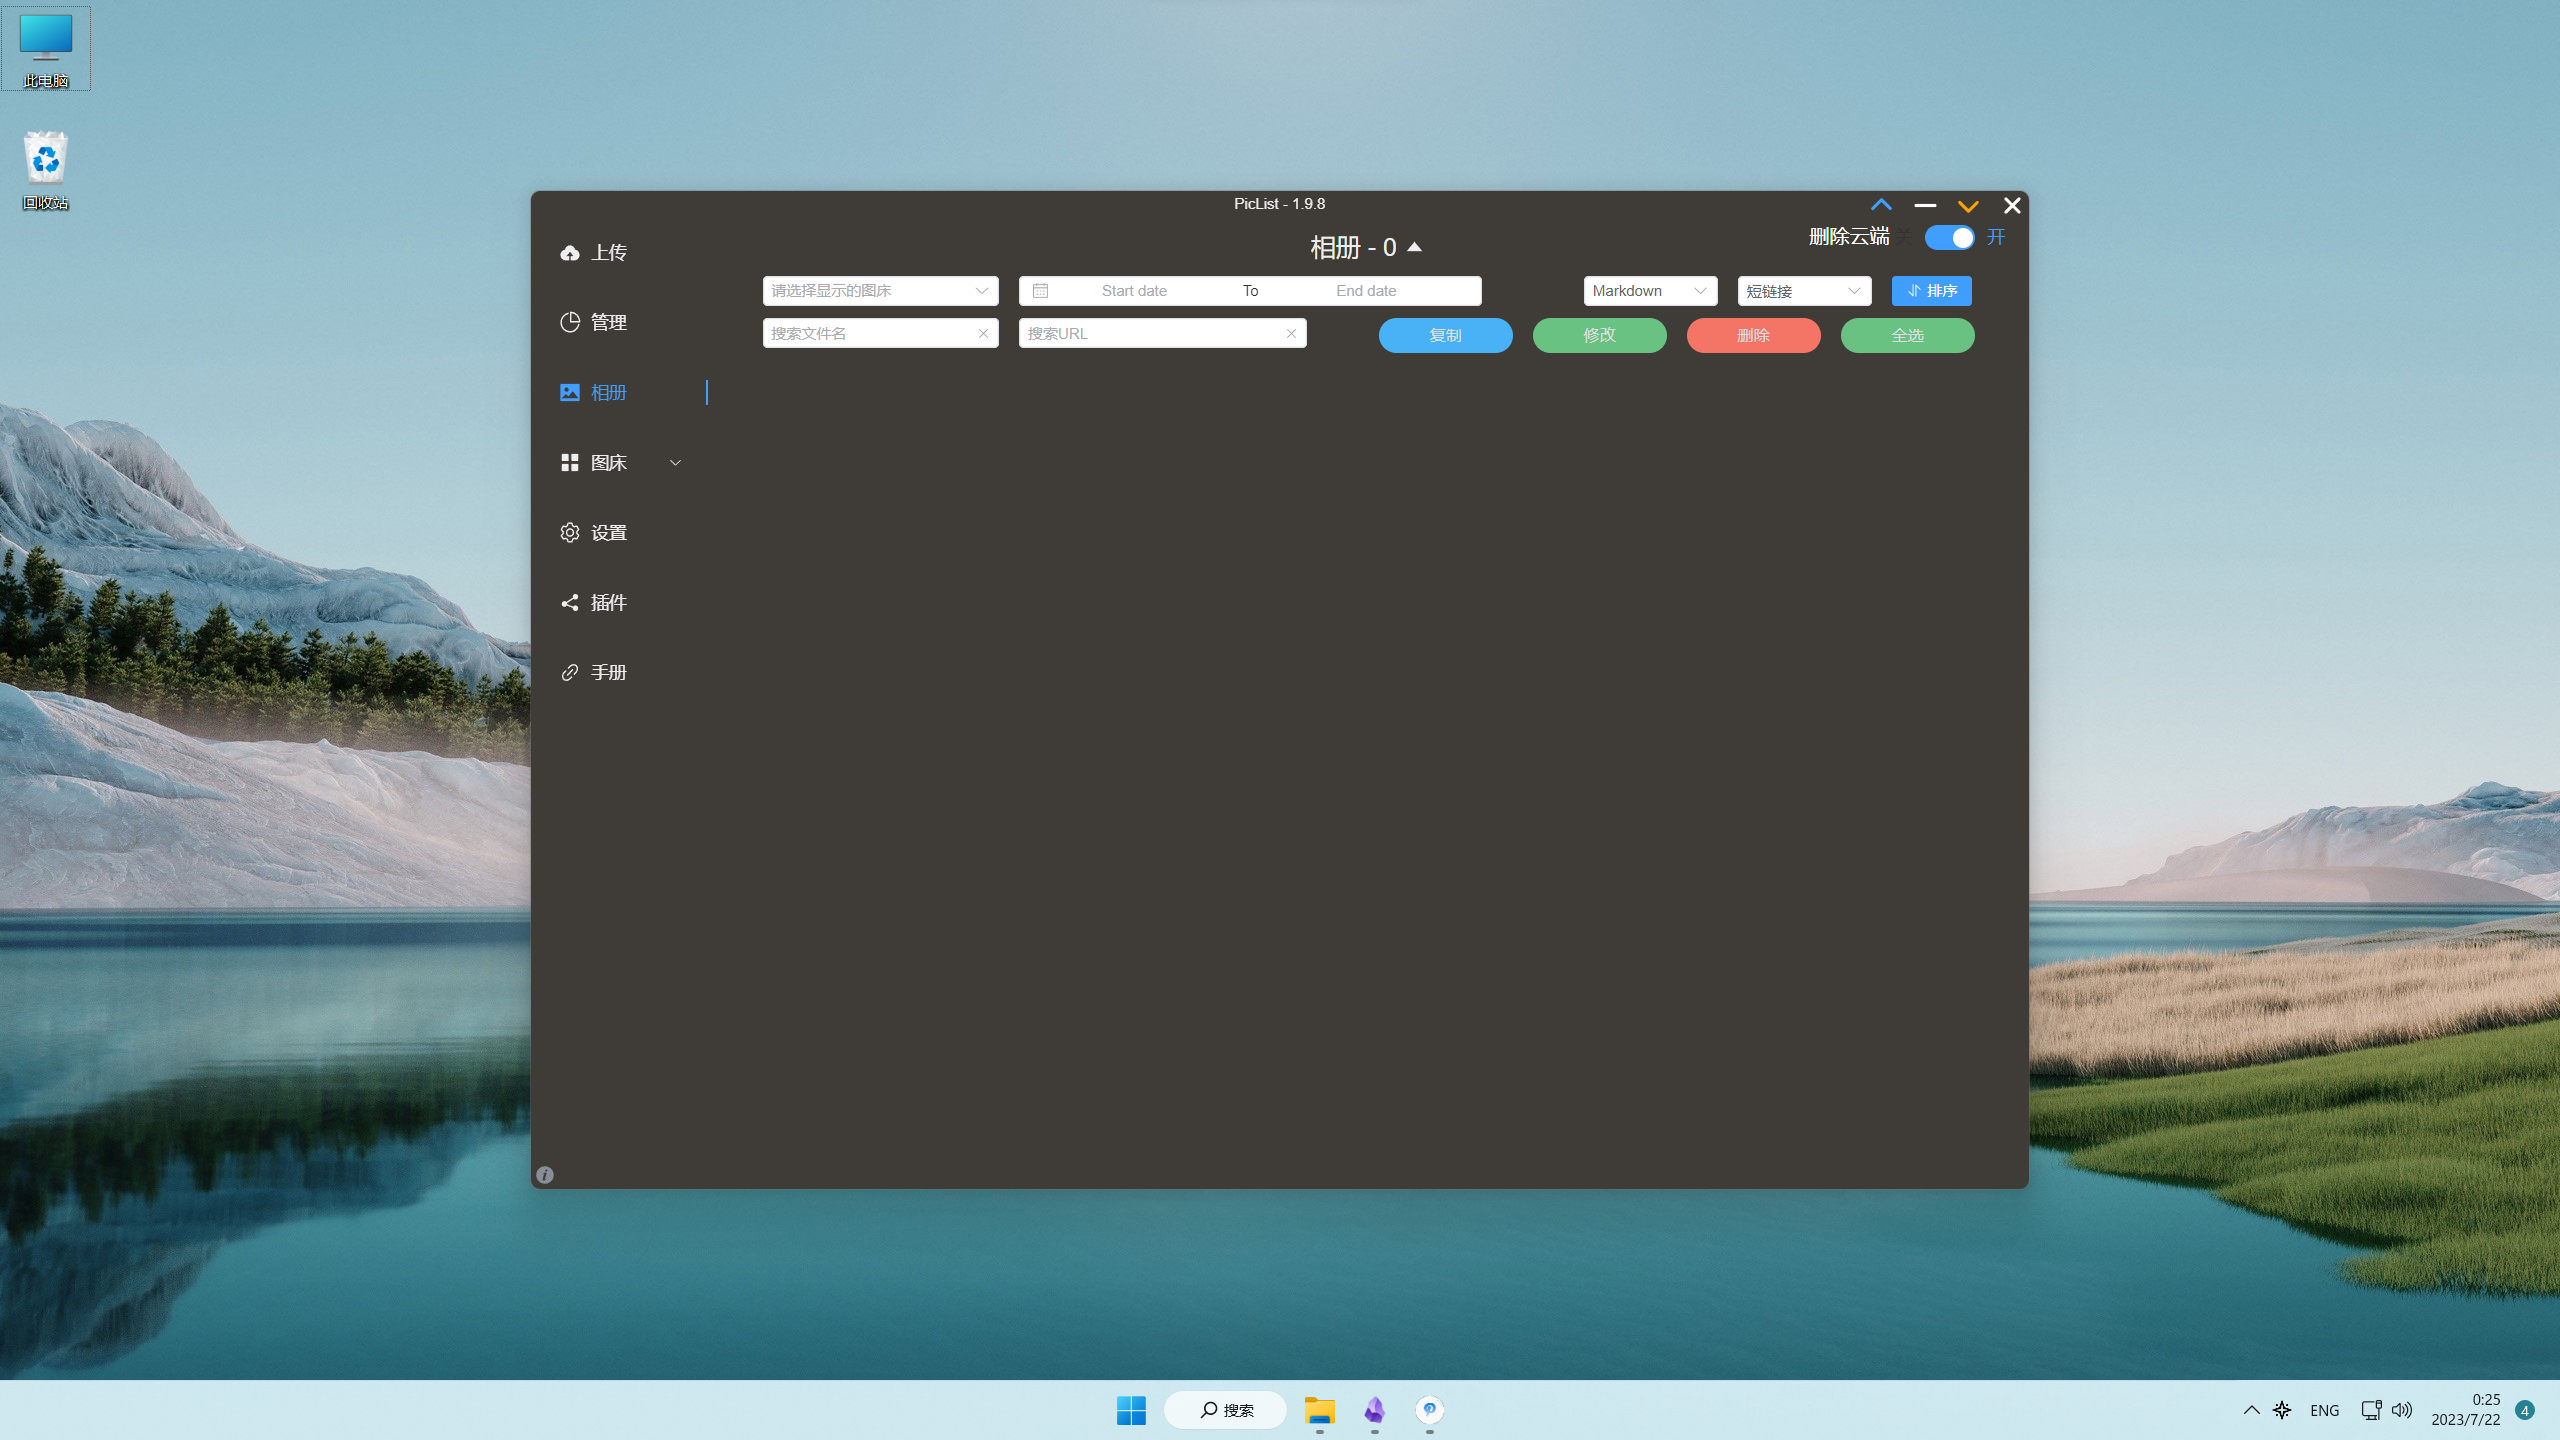 此电脑
回收站
PicList - 1.9.8
上传
管理
相册
图床
设置
插件
手册
相册 - 0
删除云端 关 开
请选择显示的图床 Start date To End date Markdown 短链接 排序
搜索文件名 搜索URL 复制 修改 删除 全选
搜索
ENG
0:25
2023/7/22
4